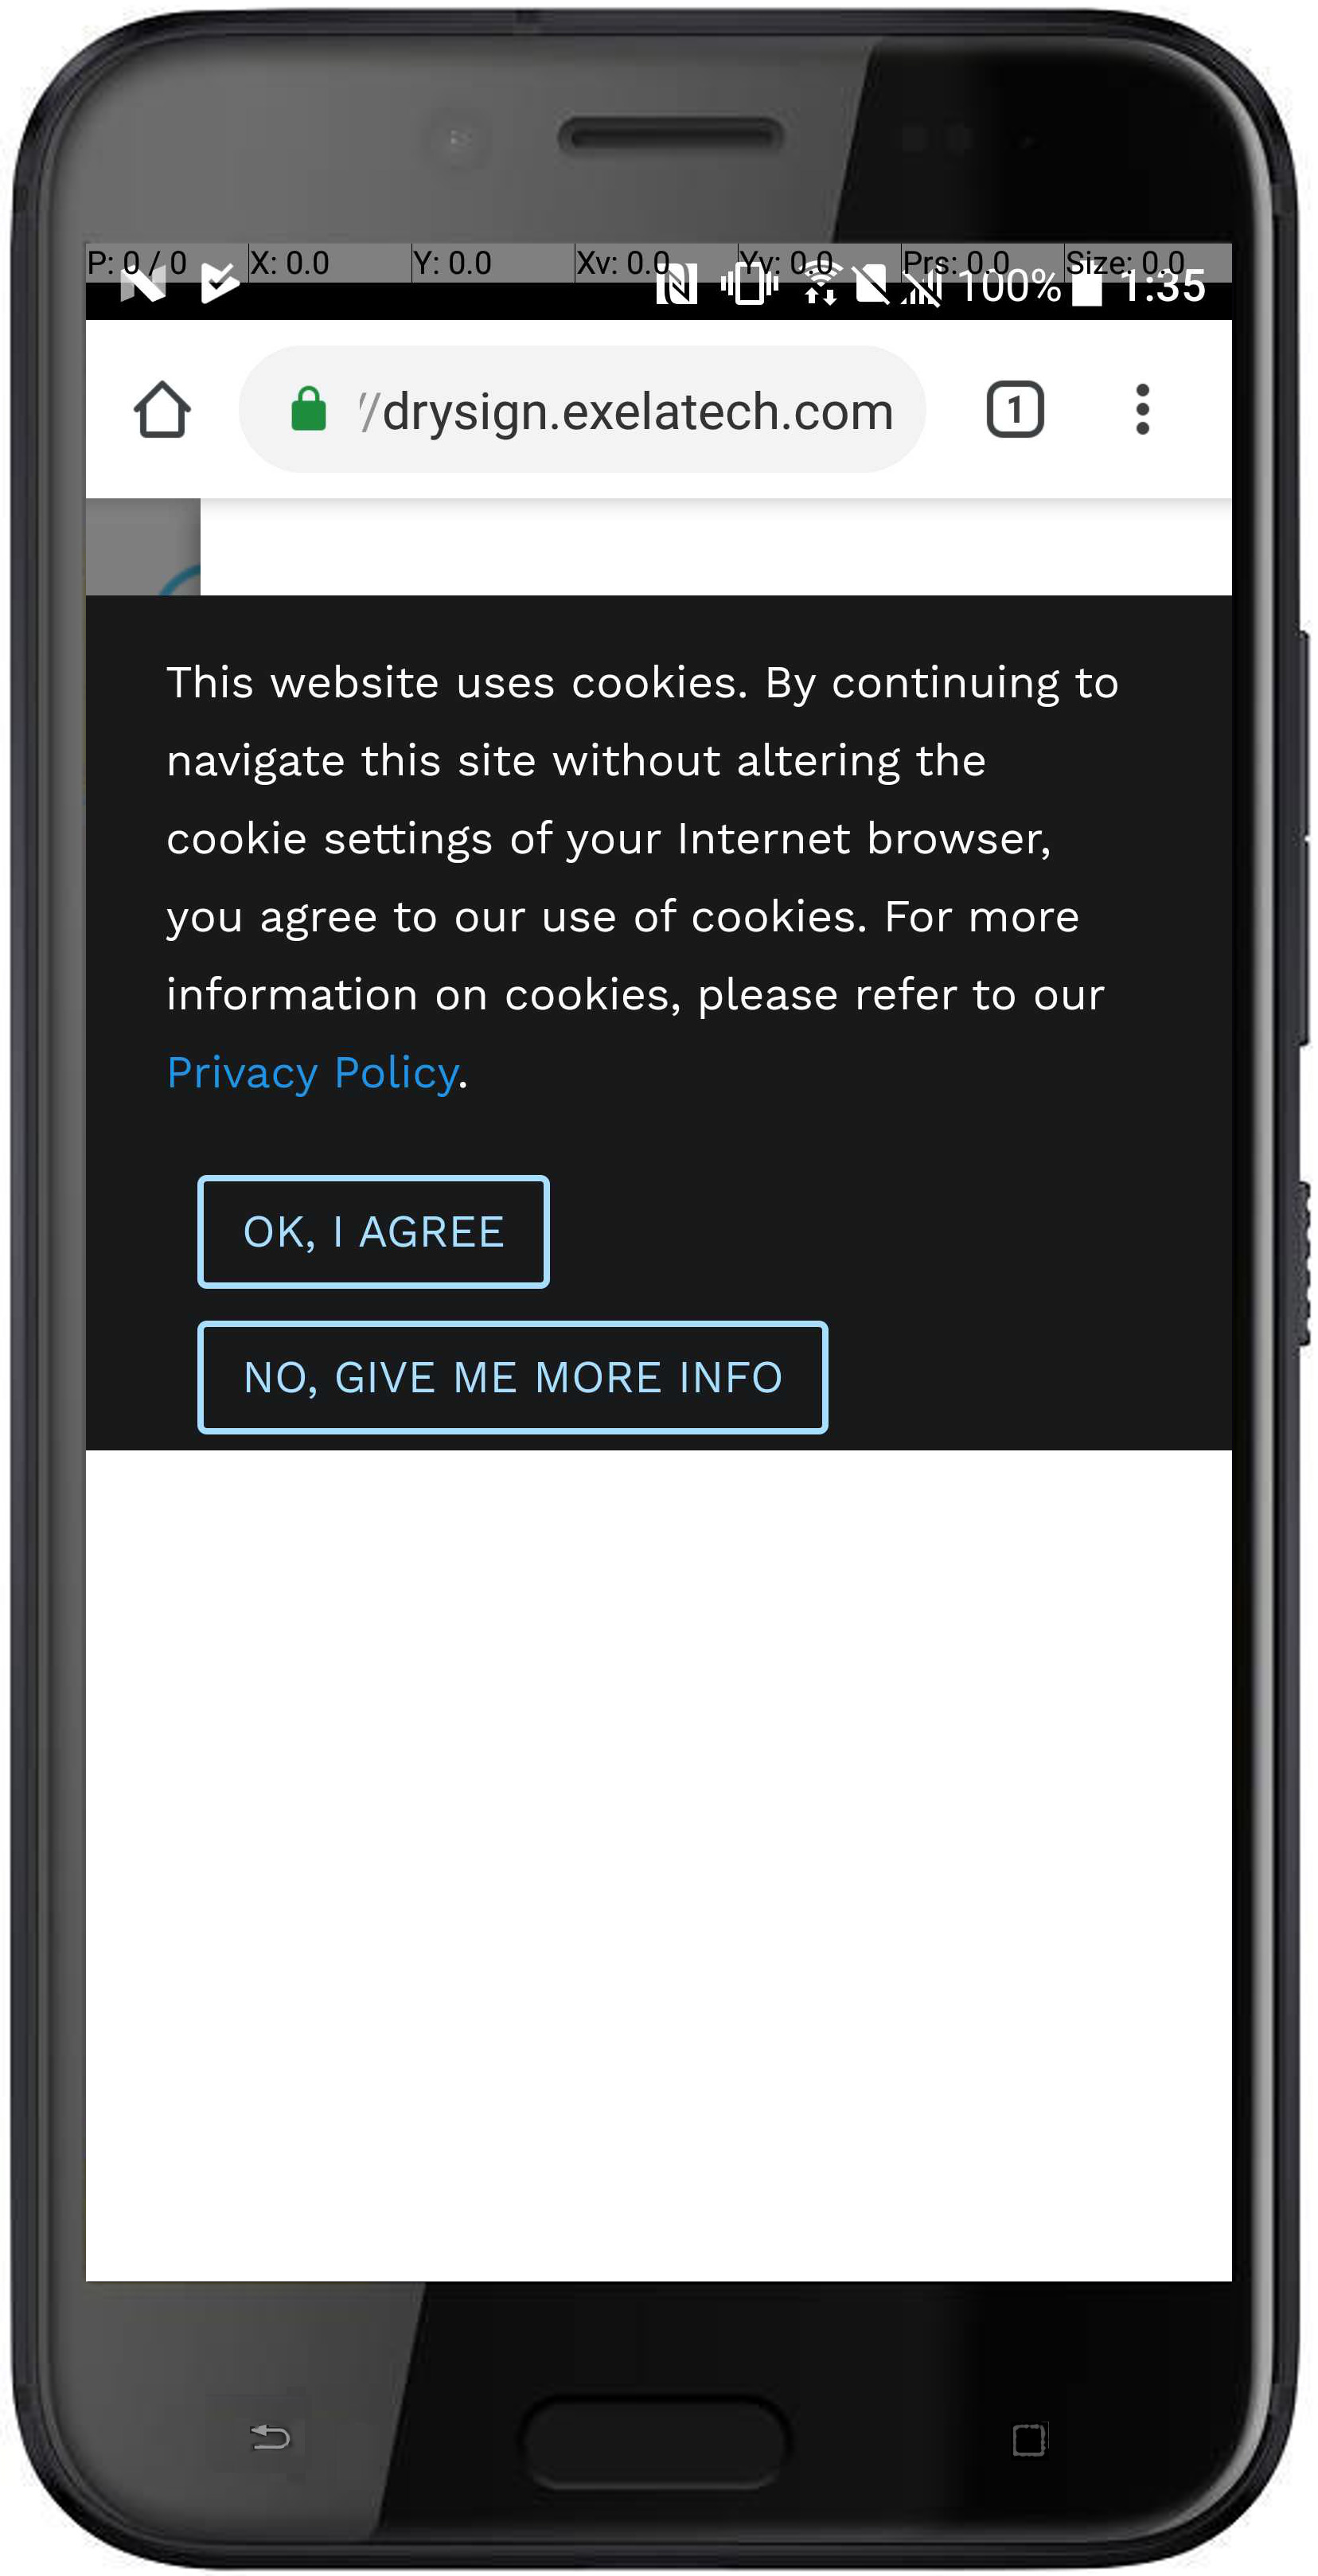 P: 0 / 0 X: 0.0 Y: 0.0 Xv: 0.0 Yv: 0.0 Prs: 0.0 Size: 0.0
100% 1:35
//drysign.exelatech.com 1
This website uses cookies. By continuing to
navigate this site without altering the
cookie settings of your Internet browser,
you agree to our use of cookies. For more
information on cookies, please refer to our
Privacy Policy.
OK, I AGREE
NO, GIVE ME MORE INFO